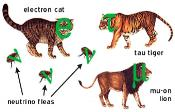 electron cat
tau tiger
neutrino fleas
mu-on
lion